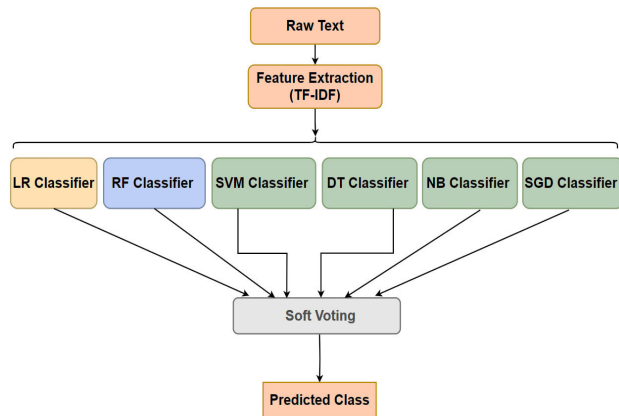 Raw Text
Feature Extraction
(TF-IDF)
LR Classifier
RF Classifier
SVM Classifier
DT Classifier
NB Classifier
SGD Classifier
Soft Voting
Predicted Class